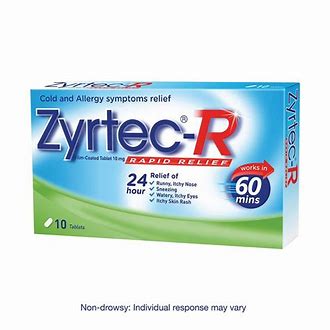 Cold and Allergy symptoms relief
Zyrtec®-R
Film-Coated Tablet 10 mg
RAPID RELIEF
24 hour
Relief of
Runny, Itchy Nose
Sneezing
Watery, Itchy Eyes
Itchy Skin Rash
works in
60
mins
10 Tablets
Zyrtec-R
Non-drowsy: Individual response may vary